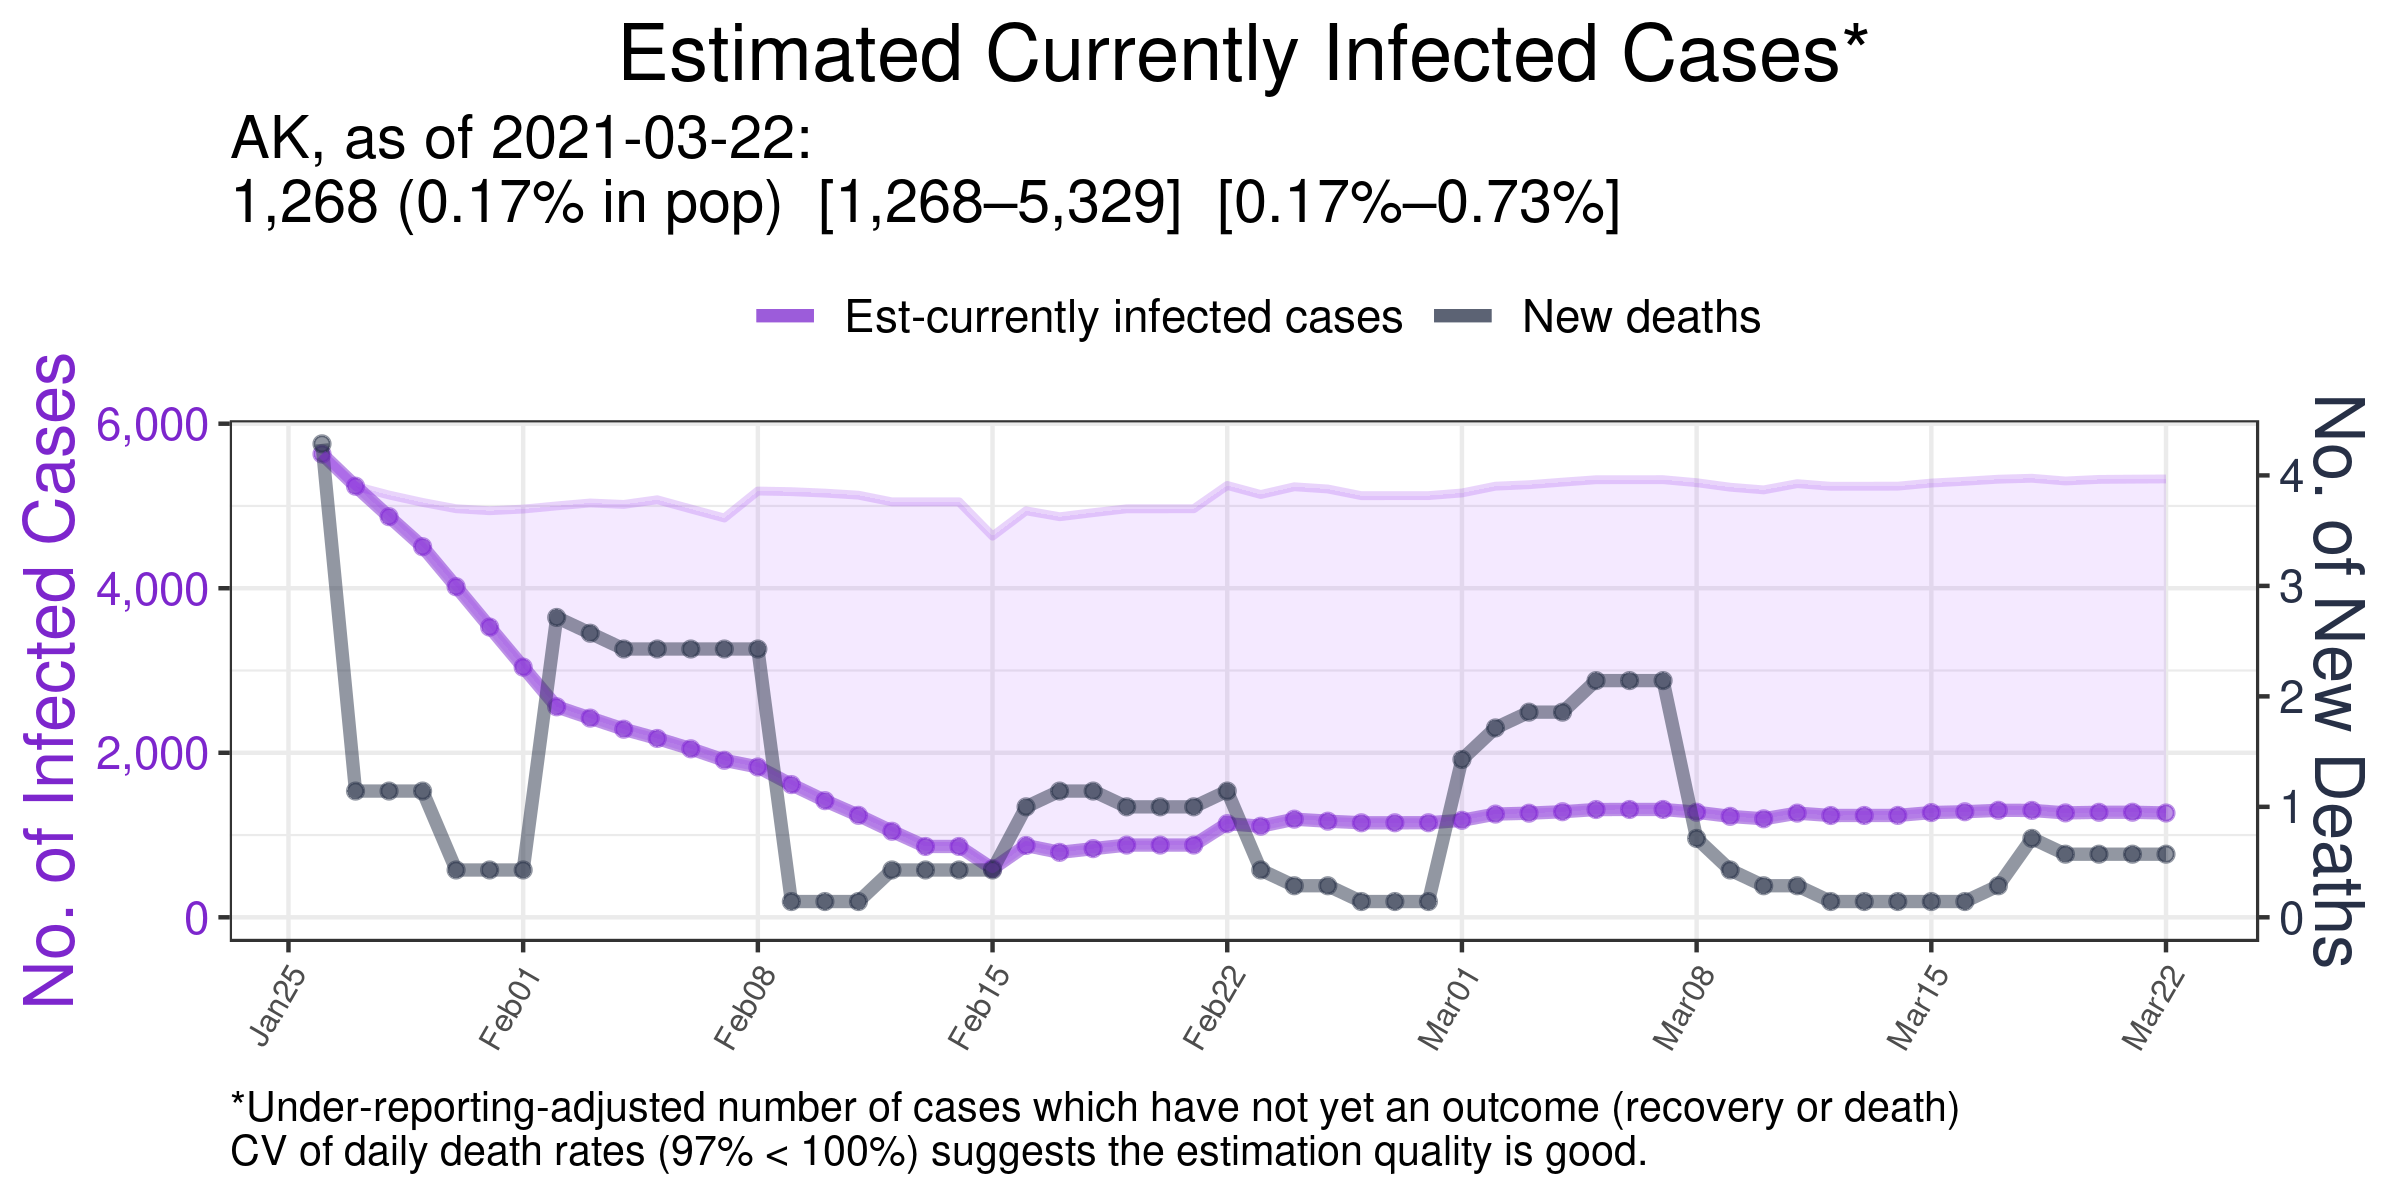 Estimated Currently Infected Cases*
AK, as of 2021-03-22:
1,268 (0.17% in pop)  [1,268–5,329]  [0.17%–0.73%]
Est-currently infected cases
New deaths
No. of Infected Cases
6,000
4,000
2,000
0
4
3
2
1
0
No. of New Deaths
Jan25
Feb01
Feb08
Feb15
Feb22
Mar01
Mar08
Mar15
Mar22
*Under-reporting-adjusted number of cases which have not yet an outcome (recovery or death)
CV of daily death rates (97% < 100%) suggests the estimation quality is good.